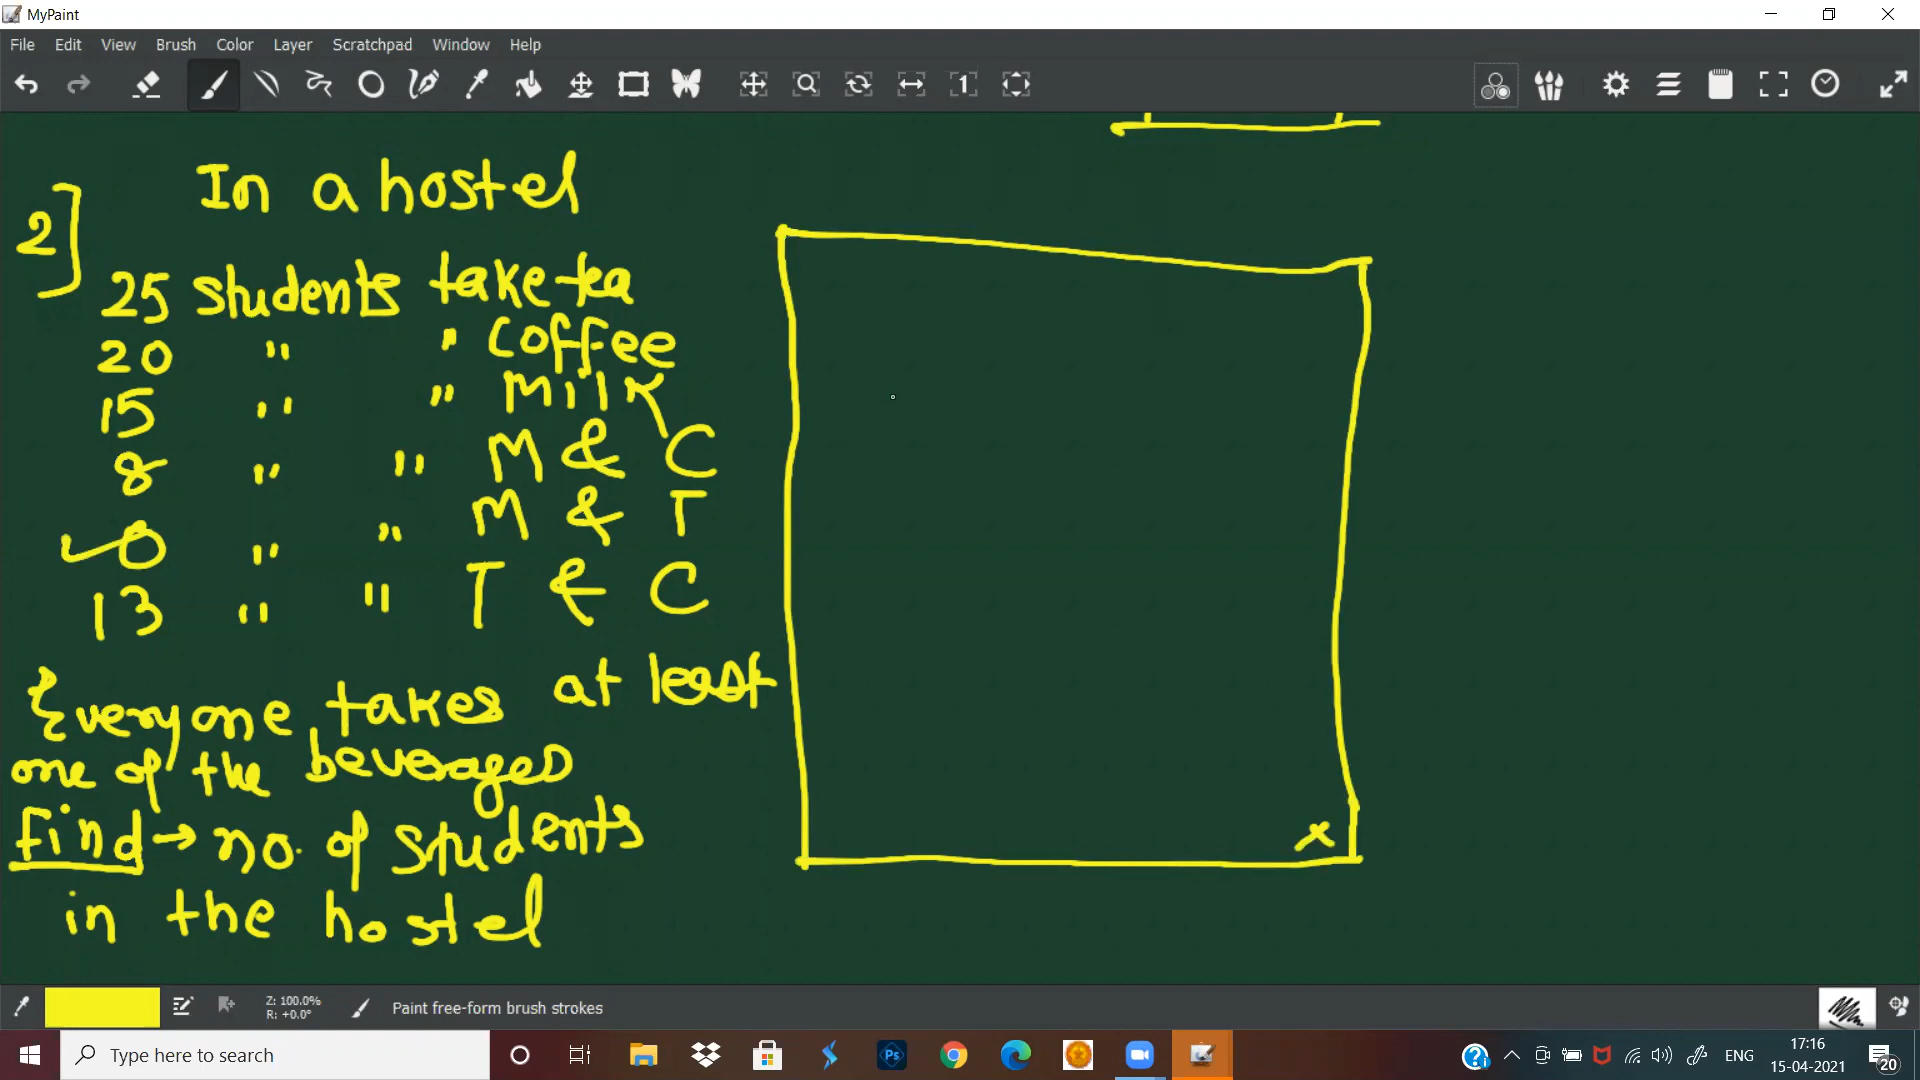 MyPaint
File Edit View Brush Color Layer Scratchpad Window Help
2] In a hostel
25 students take tea
20 " " Coffee
15 " " Milk
8 " " M & C
0 " " M & T
13 " " T & C
Everyone takes at least
one of the beverages
find → no. of students
in the hostel
x
Z: 100.0%
R: +0.0°
Paint free-form brush strokes
Type here to search
ENG
17:16
15-04-2021
20